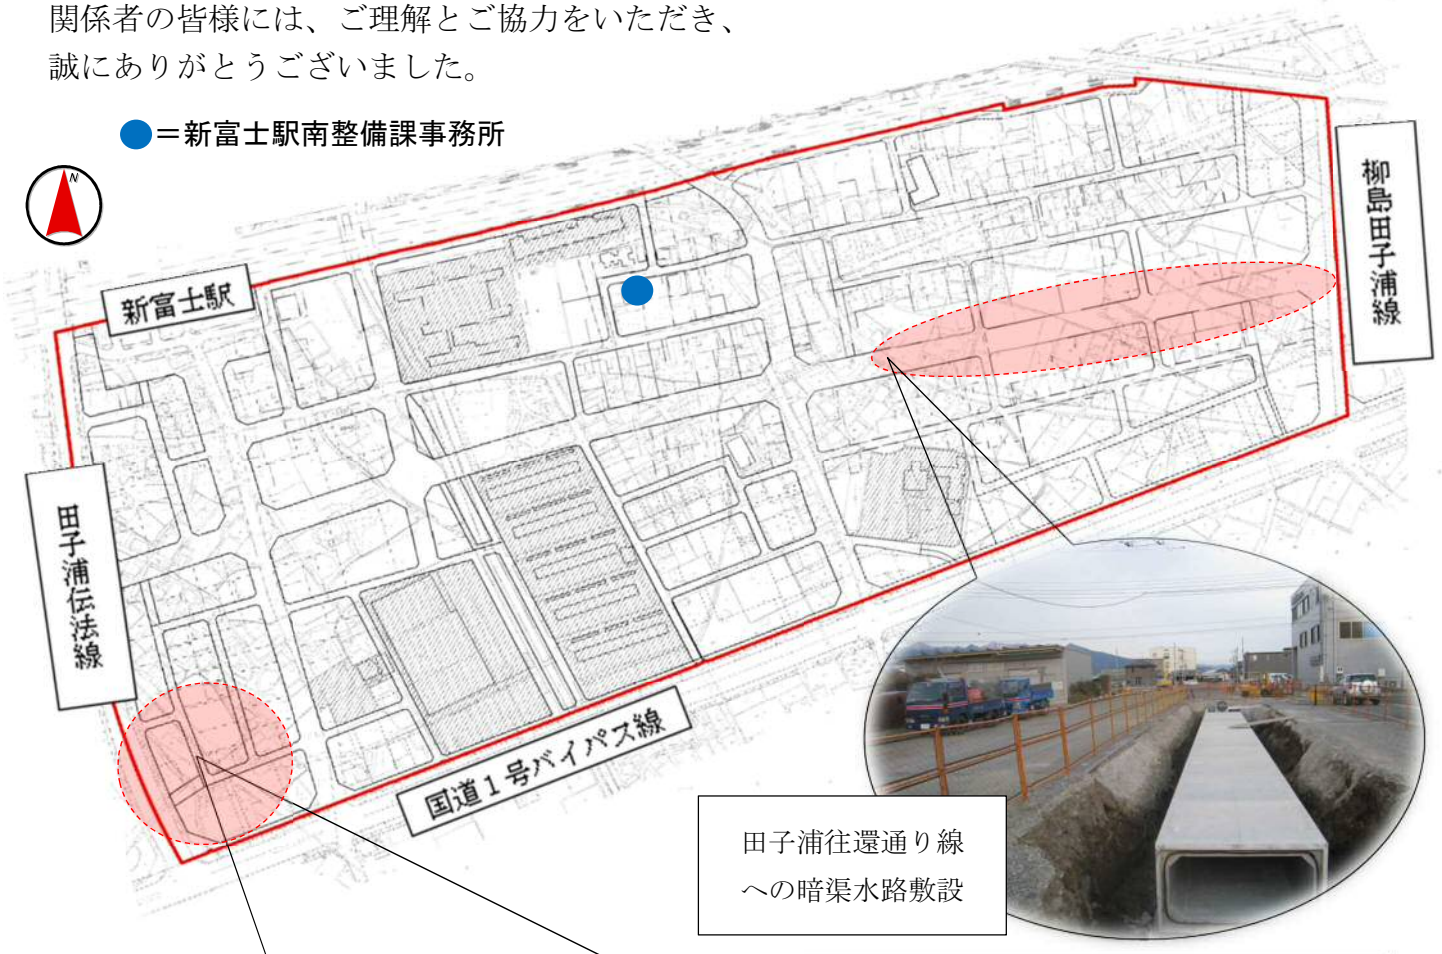 関係者の皆様には、ご理解とご協力をいただき、
誠にありがとうございました。
●＝新富士駅南整備課事務所
N
新富士駅
柳島田子浦線
田子浦伝法線
国道1号バイパス線
田子浦往還通り線
への暗渠水路敷設